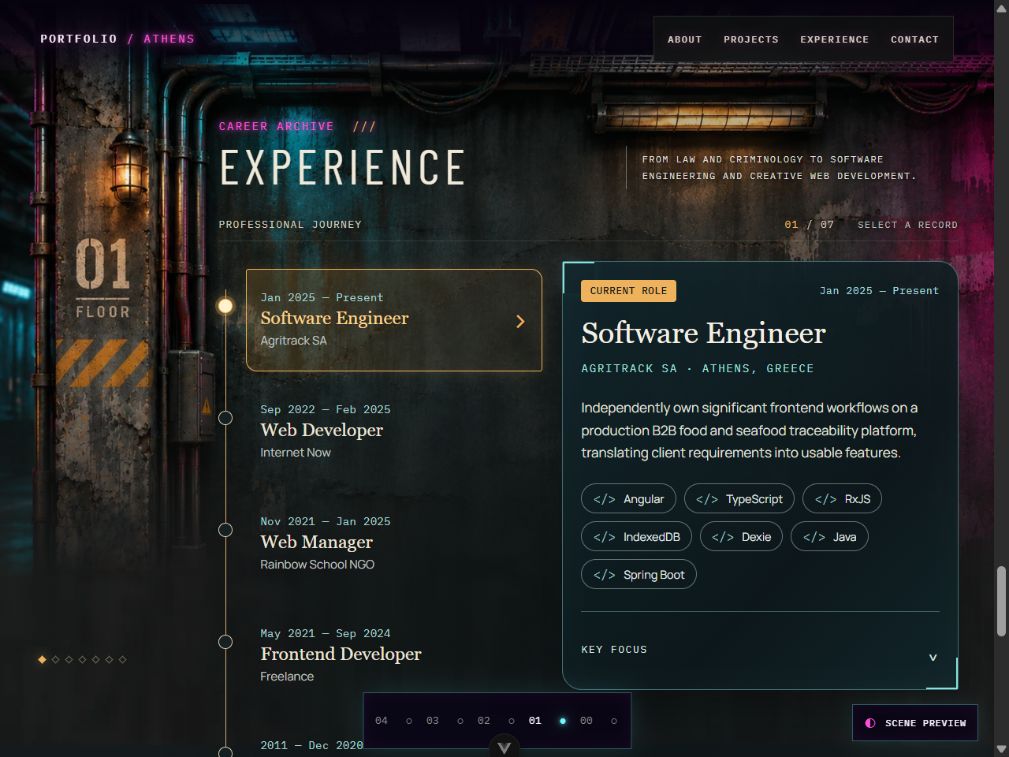 PORTFOLIO / ATHENS
ABOUT PROJECTS EXPERIENCE CONTACT
CAREER ARCHIVE ///
EXPERIENCE
FROM LAW AND CRIMINOLOGY TO SOFTWARE
ENGINEERING AND CREATIVE WEB DEVELOPMENT.
PROFESSIONAL JOURNEY
01 / 07 SELECT A RECORD
01
FLOOR
Jan 2025 — Present
Software Engineer
Agritrack SA
Sep 2022 — Feb 2025
Web Developer
Internet Now
Nov 2021 — Jan 2025
Web Manager
Rainbow School NGO
May 2021 — Sep 2024
Frontend Developer
Freelance
2011 — Dec 2020
CURRENT ROLE
Jan 2025 — Present
Software Engineer
AGRITRACK SA · ATHENS, GREECE
Independently own significant frontend workflows on a
production B2B food and seafood traceability platform,
translating client requirements into usable features.
</> Angular </> TypeScript </> RxJS
</> IndexedDB </> Dexie </> Java
</> Spring Boot
KEY FOCUS
04 03 02 01 00
SCENE PREVIEW